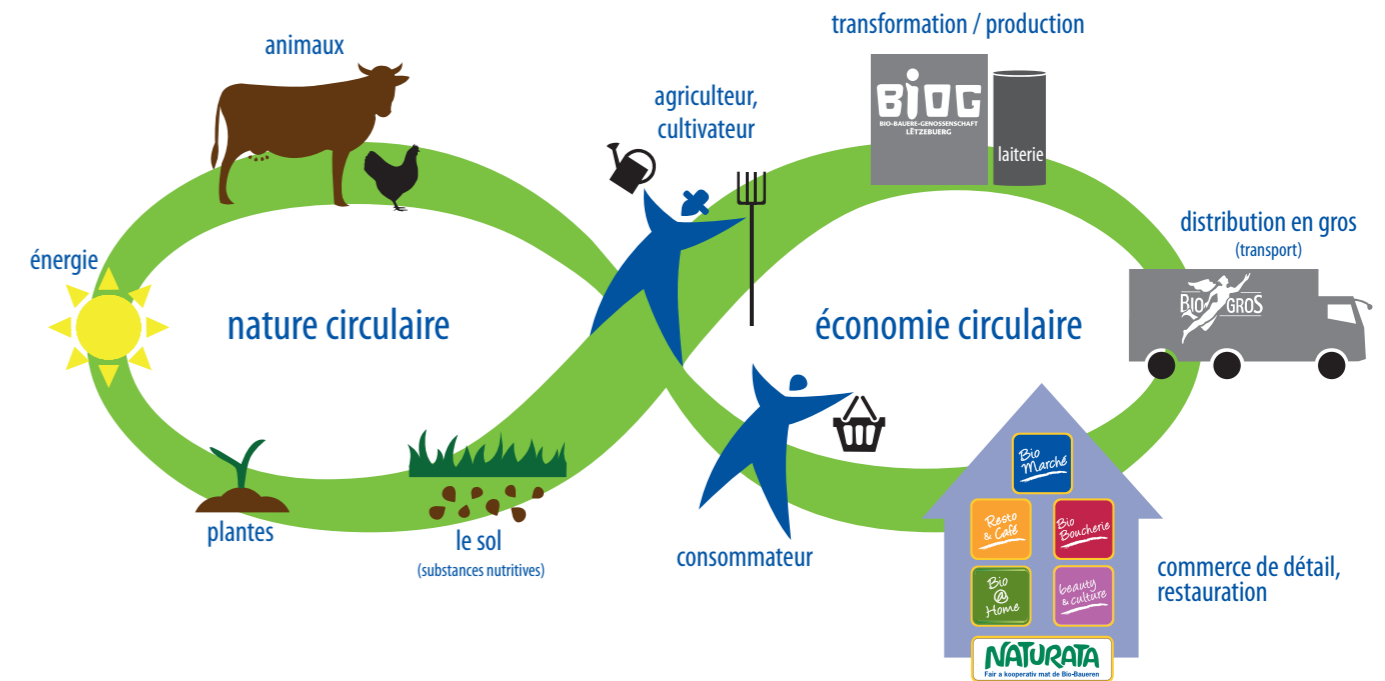 transformation / production
animaux
agriculteur,
cultivateur
BiOG
BIO-BAUERE-GENOSSENSCHAFT
LËTZEBUERG
laiterie
distribution en gros
(transport)
BIO GROS
énergie
nature circulaire
économie circulaire
Bio
Marché
Resto
& Café
Bio
Boucherie
Bio
@
Home
beauty
& culture
NATURATA
Fair a kooperativ mat de Bio-Baueren
plantes
le sol
(substances nutritives)
consommateur
commerce de détail,
restauration